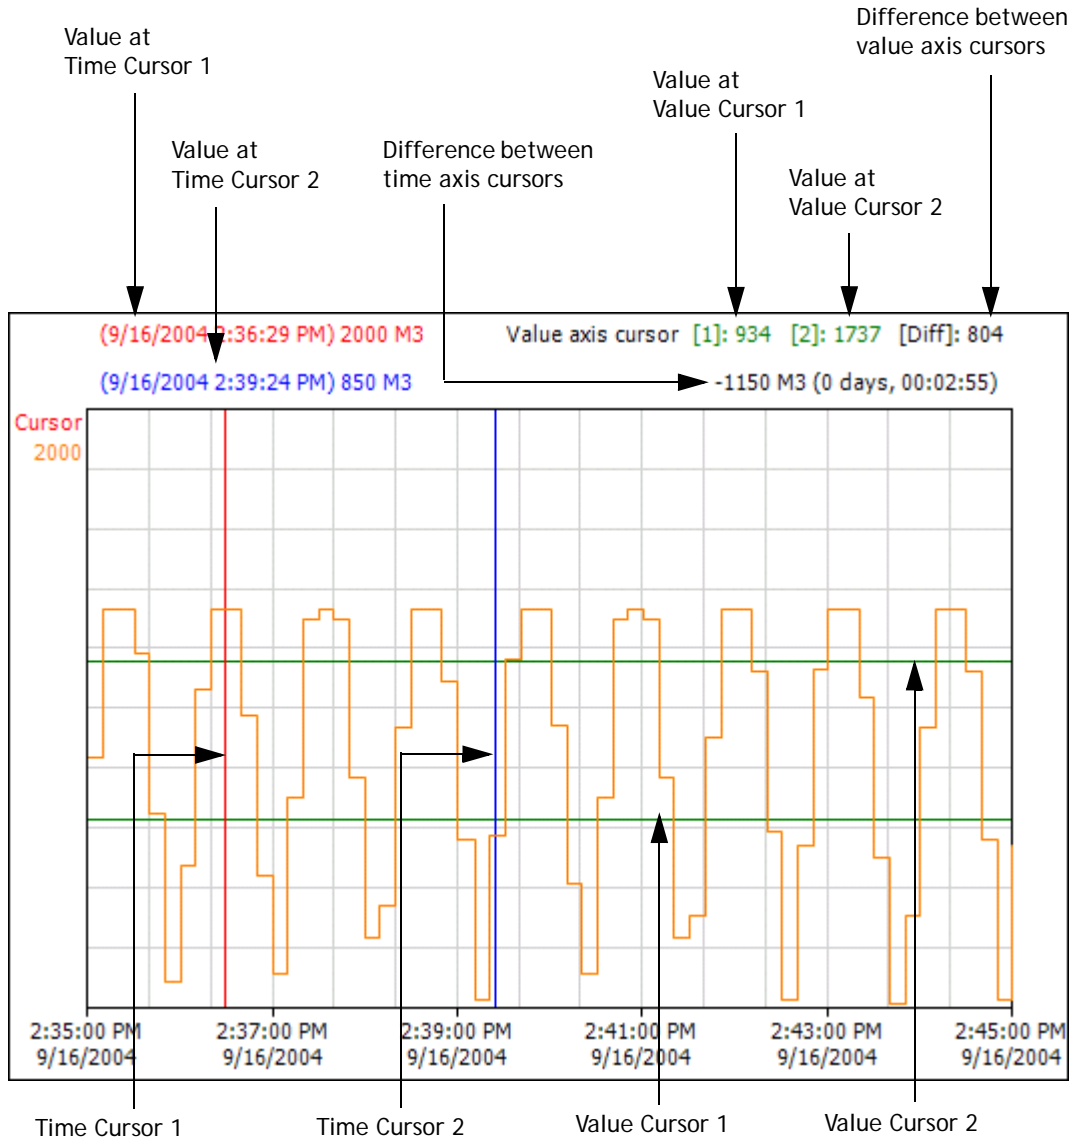 Difference between
value axis cursors
Value at
Time Cursor 1
Value at
Value Cursor 1
Value at
Time Cursor 2
Difference between
time axis cursors
Value at
Value Cursor 2
(9/16/2004 2:36:29 PM) 2000 M3
Value axis cursor [1]: 934 [2]: 1737 [Diff]: 804
(9/16/2004 2:39:24 PM) 850 M3
-1150 M3 (0 days, 00:02:55)
Cursor
2000
2:35:00 PM 2:37:00 PM 2:39:00 PM 2:41:00 PM 2:43:00 PM 2:45:00 PM
9/16/2004 9/16/2004 9/16/2004 9/16/2004 9/16/2004 9/16/2004
Time Cursor 1 Time Cursor 2 Value Cursor 1 Value Cursor 2